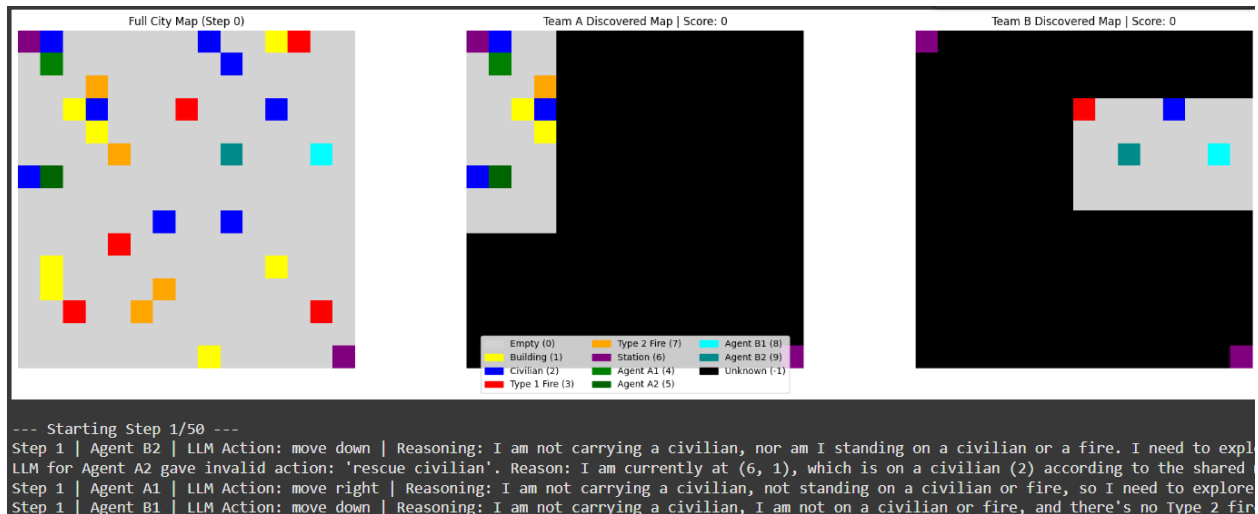 Full City Map (Step 0)
Team A Discovered Map | Score: 0
Team B Discovered Map | Score: 0
Empty (0)
Building (1)
Civilian (2)
Type 1 Fire (3)
Type 2 Fire (7)
Station (6)
Agent A1 (4)
Agent A2 (5)
Agent B1 (8)
Agent B2 (9)
Unknown (-1)
--- Starting Step 1/50 ---
Step 1 | Agent B2 | LLM Action: move down | Reasoning: I am not carrying a civilian, nor am I standing on a civilian or a fire. I need to expl
LLM for Agent A2 gave invalid action: 'rescue civilian'. Reason: I am currently at (6, 1), which is on a civilian (2) according to the shared
Step 1 | Agent A1 | LLM Action: move right | Reasoning: I am not carrying a civilian, not standing on a civilian or fire, so I need to explore
Step 1 | Agent B1 | LLM Action: move down | Reasoning: I am not carrying a civilian, I am not on a civilian or fire, and there's no Type 2 fir